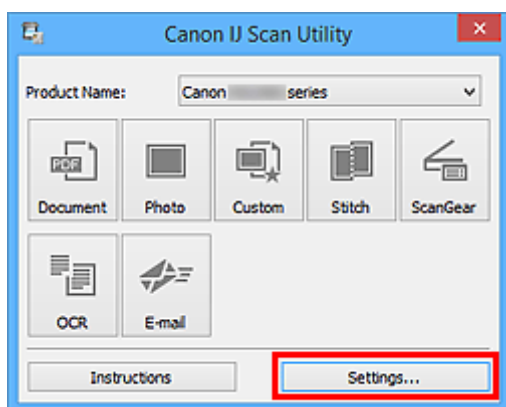 Canon IJ Scan Utility
Product Name: Canon series
Document Photo Custom Stitch ScanGear
PDF
OCR E-mail
Instructions Settings...